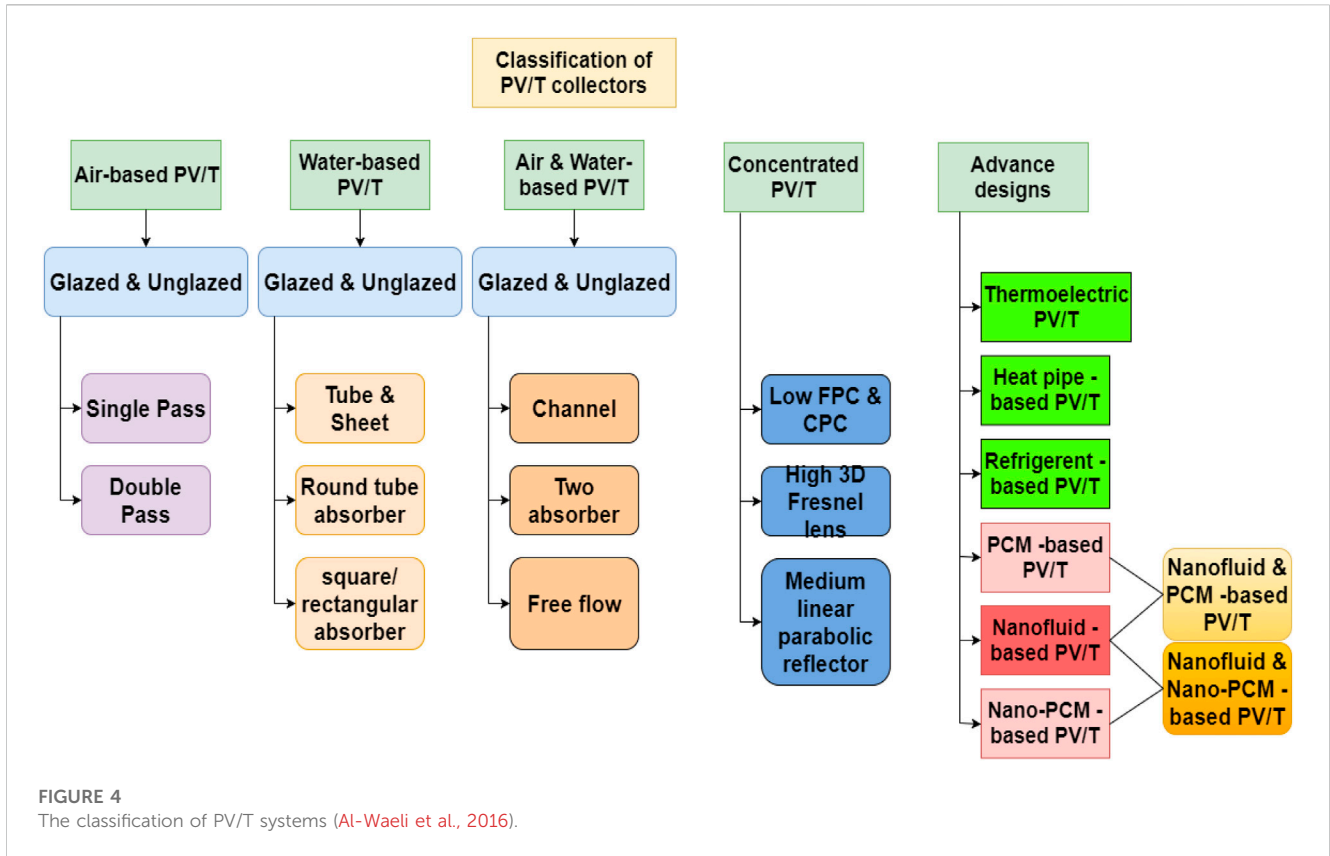 Classification of
PV/T collectors
Air-based PV/T
Water-based
PV/T
Air & Water-
based PV/T
Concentrated
PV/T
Advance
designs
Glazed & Unglazed
Glazed & Unglazed
Glazed & Unglazed
Single Pass
Double
Pass
Tube &
Sheet
Round tube
absorber
square/
rectangular
absorber
Channel
Two
absorber
Free flow
Low FPC &
CPC
High 3D
Fresnel
lens
Medium
linear
parabolic
reflector
Thermoelectric
PV/T
Heat pipe -
based PV/T
Refrigerent -
based PV/T
PCM -based
PV/T
Nanofluid -
based PV/T
Nano-PCM -
based PV/T
Nanofluid &
PCM -based
PV/T
Nanofluid &
Nano-PCM -
based PV/T
FIGURE 4
The classification of PV/T systems (Al-Waeli et al., 2016).